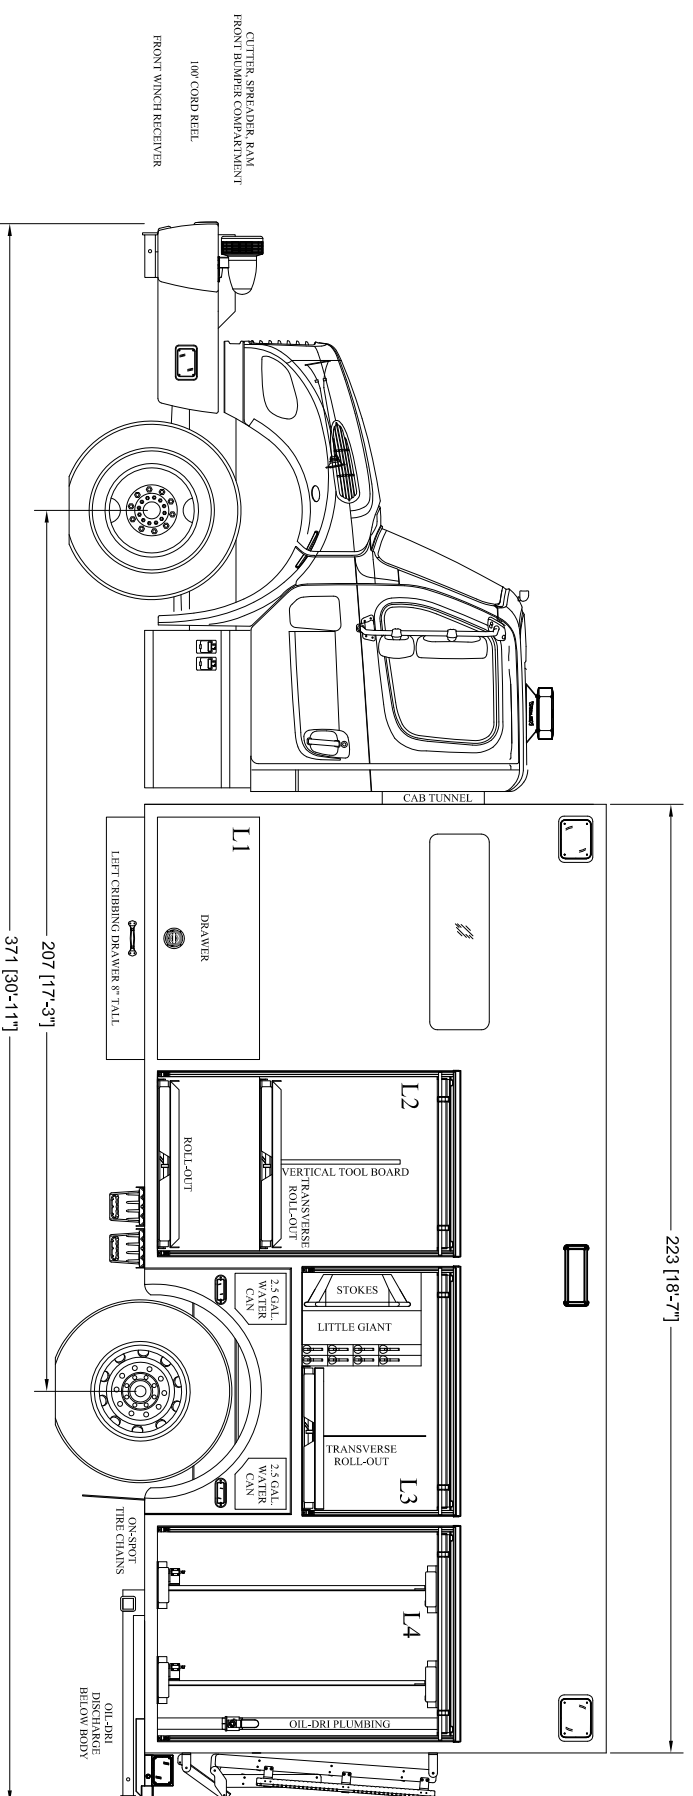 CUTTER, SPREADER, RAM
FRONT BUMPER COMPARTMENT
100' CORD REEL
FRONT WINCH RECEIVER
CAB TUNNEL
223 [18'-7"]
L1
DRAWER
LEFT CRIBBING DRAWER 8" TALL
207 [17'-3"]
371 [30'-11"]
L2
VERTICAL TOOL BOARD
TRANSVERSE
ROLL-OUT
ROLL-OUT
STOKES
LITTLE GIANT
TRANSVERSE
ROLL-OUT
L3
2.5 GAL.
WATER
CAN
2.5 GAL.
WATER
CAN
ON-SPOT
TIRE CHAINS
L4
OIL-DRI PLUMBING
OIL-DRI
DISCHARGE
BELOW BODY